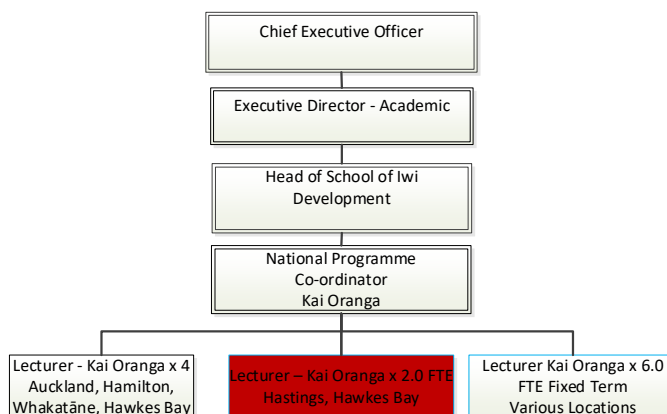 Chief Executive Officer
Executive Director - Academic
Head of School of Iwi
Development
National Programme
Co-ordinator
Kai Oranga
Lecturer - Kai Oranga x 4
Auckland, Hamilton,
Whakatāne, Hawkes Bay
Lecturer – Kai Oranga x 2.0 FTE
Hastings, Hawkes Bay
Lecturer Kai Oranga x 6.0
FTE Fixed Term
Various Locations